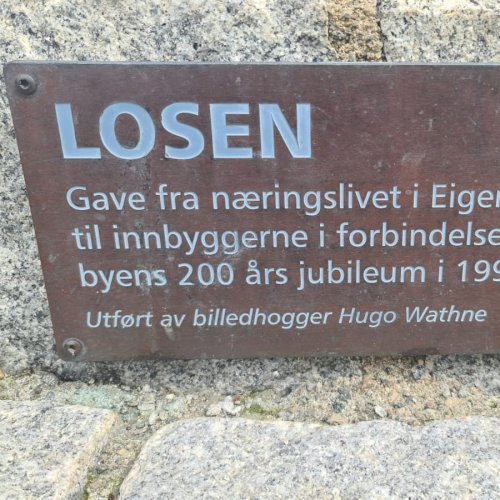 LOSEN
Gave fra næringslivet i Eiger
til innbyggerne i forbindelse
byens 200 års jubileum i 199
Utført av billedhogger Hugo Wathne